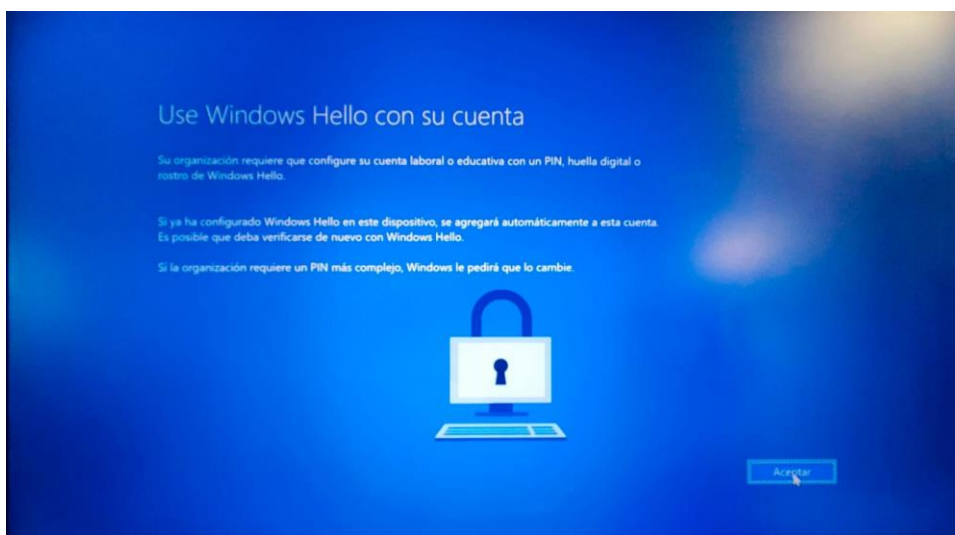 Use Windows Hello con su cuenta
Su organización requiere que configure su cuenta laboral o educativa con un PIN, huella digital o
rostro de Windows Hello.
Si ya ha configurado Windows Hello en este dispositivo, se agregará automáticamente a esta cuenta.
Es posible que deba verificarse de nuevo con Windows Hello.
Si la organización requiere un PIN más complejo, Windows le pedirá que lo cambie.
Aceptar